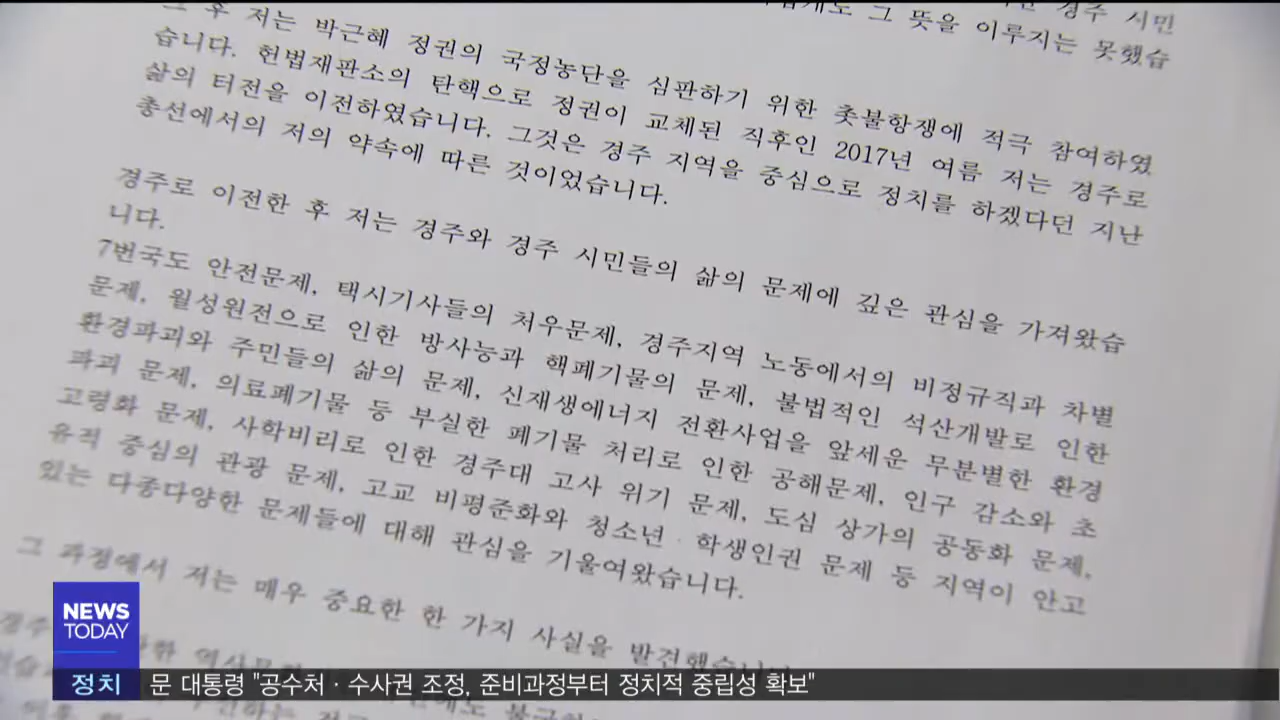 경주 시민
그 뜻을 이루지는 못했습
그 후 저는 박근혜 정권의 국정농단을 심판하기 위한 촛불항쟁에 적극 참여하였
습니다. 헌법재판소의 탄핵으로 정권이 교체된 직후인 2017년 여름 저는 경주로
삶의 터전을 이전하였습니다. 그것은 경주 지역을 중심으로 정치를 하겠다던 지난
총선에서의 저의 약속에 따른 것이었습니다.
경주로 이전한 후 저는 경주와 경주 시민들의 삶의 문제에 깊은 관심을 가져왔습
니다.
7번국도 안전문제, 택시기사들의 처우문제, 경주지역 노동에서의 비정규직과 차별
문제, 월성원전으로 인한 방사능과 핵폐기물의 문제, 불법적인 석산개발로 인한
환경파괴와 주민들의 삶의 문제, 신재생에너지 전환사업을 앞세운 무분별한 환경
파괴 문제, 의료폐기물 등 부실한 폐기물 처리로 인한 공해문제, 인구 감소와 초
고령화 문제, 사학비리로 인한 경주대 고사 위기 문제, 도심 상가의 공동화 문제,
유적 중심의 관광 문제, 고교 비평준화와 청소년·학생인권 문제 등 지역이 안고
있는 다종다양한 문제들에 대해 관심을 기울여왔습니다.
그 과정에서 저는 매우 중요한 한 가지 사실을 발견했습니다
경주
NEWS
TODAY
정치 문 대통령 "공수처·수사권 조정, 준비과정부터 정치적 중립성 확보"